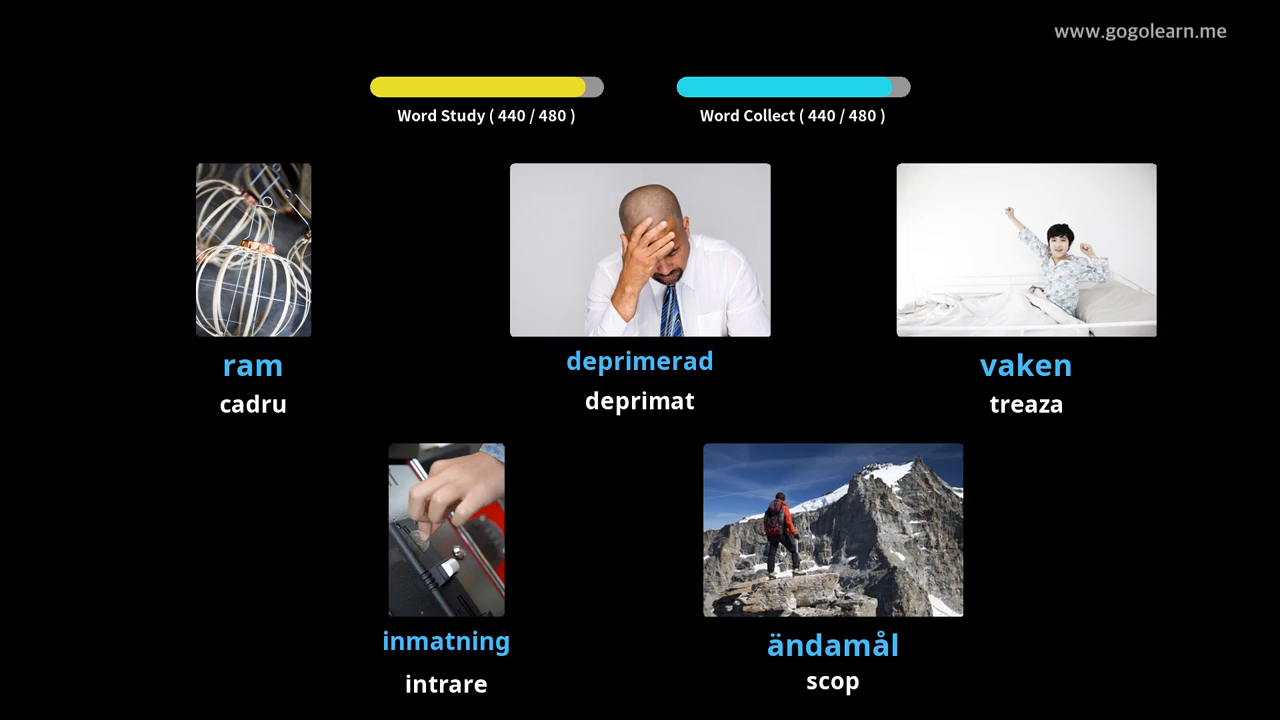 www.gogolearn.me
Word Study ( 440 / 480 )
Word Collect ( 440 / 480 )
ram
cadru
deprimerad
deprimat
vaken
treaza
inmatning
intrare
ändamål
scop